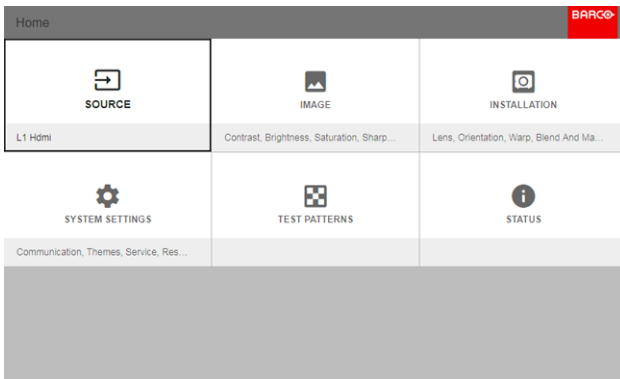 Home
BARCO
SOURCE
IMAGE
INSTALLATION
L1 Hdmi
Contrast, Brightness, Saturation, Sharp...
Lens, Orientation, Warp, Blend And Ma...
SYSTEM SETTINGS
TEST PATTERNS
STATUS
Communication, Themes, Service, Res...